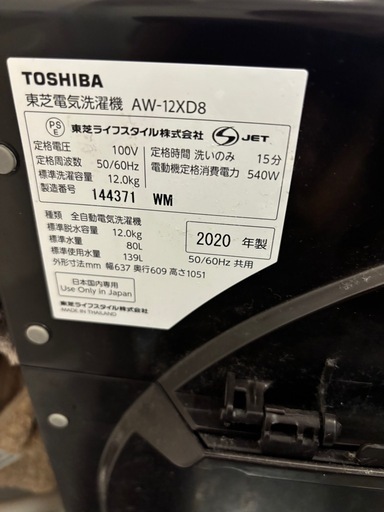 TOSHIBA
東芝電気洗濯機 AW-12XD8
PS E 東芝ライフスタイル株式会社 S JET
定格電圧 100V
定格周波数 50/60Hz
標準洗濯容量 12.0kg
定格時間 洗いのみ 15分
電動機定格消費電力 540W
製造番号 144371 WM
種類 全自動電気洗濯機
標準脱水容量 12.0kg
標準水量 80L
標準使用水量 139L
2020 年製
50/60Hz 共用
外形寸法mm 幅637 奥行609 高さ1051
日本国内専用
Use Only in Japan
東芝ライフスタイル株式会社
MADE IN THAILAND